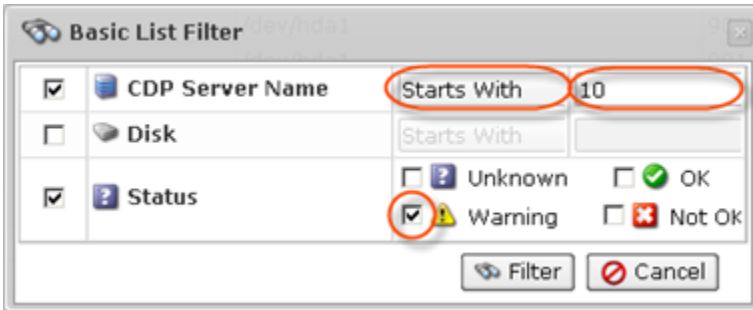 Basic List Filter
CDP Server Name Starts With 10
Disk Starts With
Status
Unknown OK
Warning Not OK
Filter Cancel